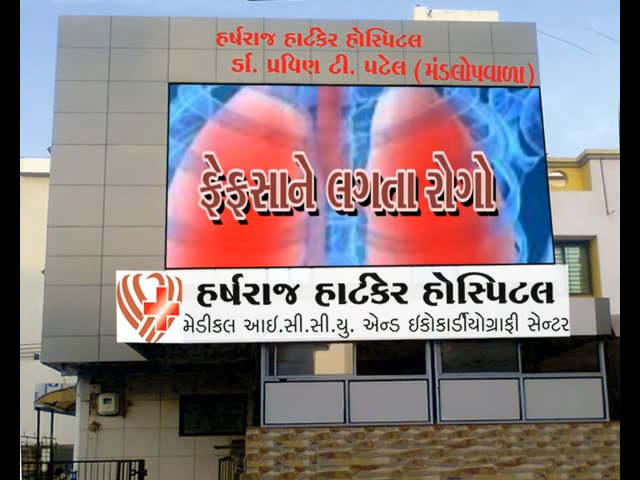 હર્ષરાજ હાર્ટકેર હોસ્પિટલ
ર્ડા. પ્રવિણ ટી. પટેલ (મંડલોપવાળા)
ફેફસાને લગતા રોગો
હર્ષરાજ હાર્ટકેર હોસ્પિટલ
મેડીકલ આઇ.સી.સી.યુ. એન્ડ ઇકોકાર્ડીયોગ્રાફી સેન્ટર